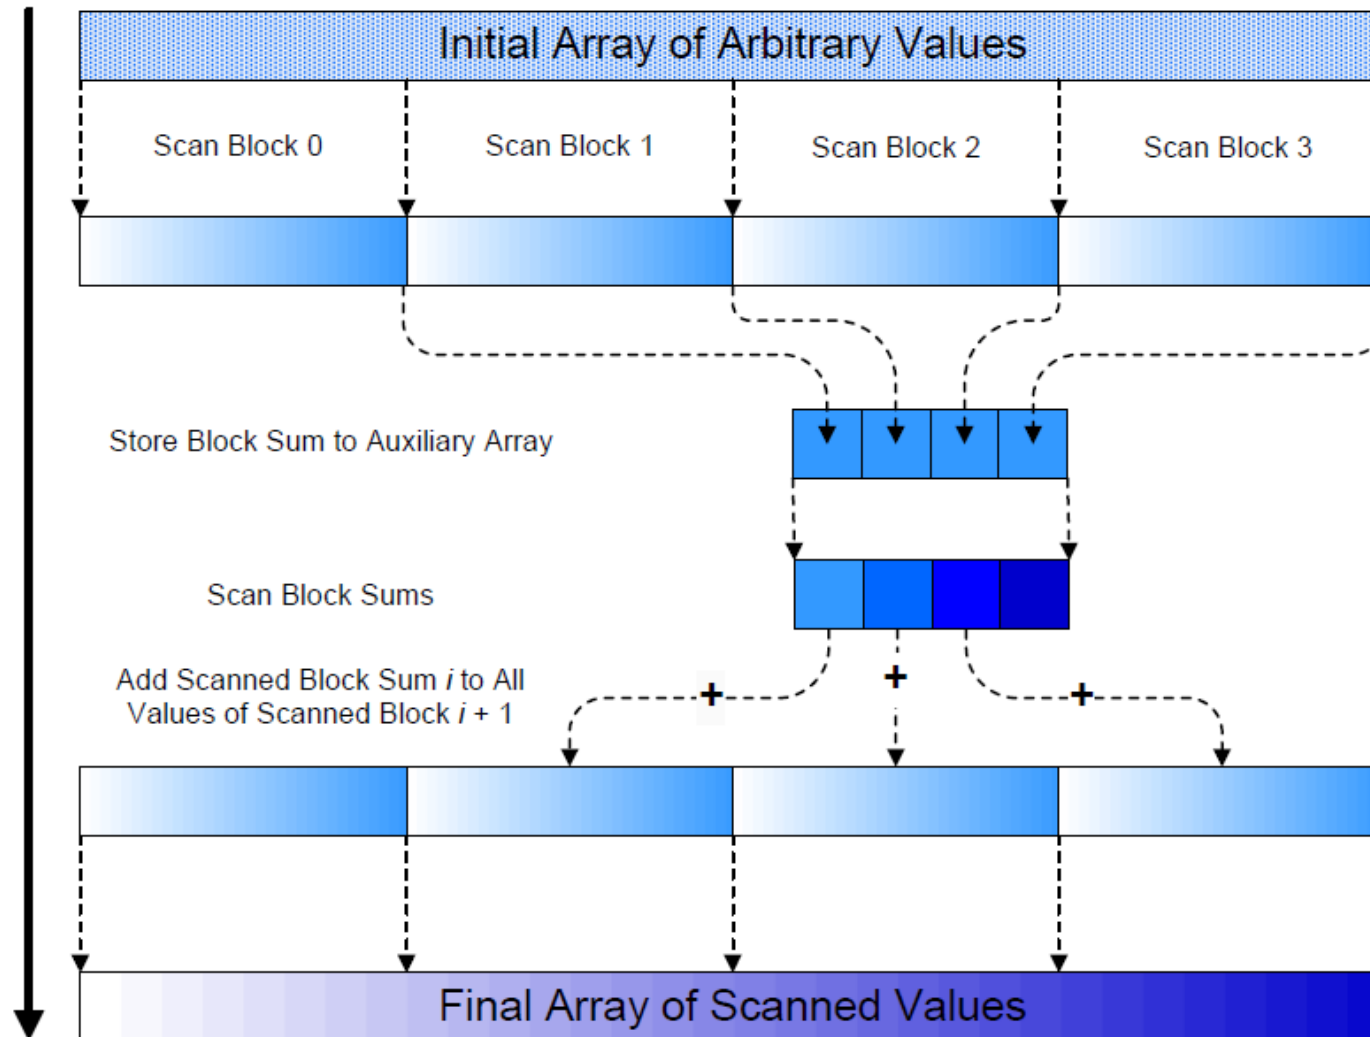 Initial Array of Arbitrary Values
Scan Block 0
Scan Block 1
Scan Block 2
Scan Block 3
Store Block Sum to Auxiliary Array
Scan Block Sums
Add Scanned Block Sum i to All
Values of Scanned Block i + 1
+
+
+
Final Array of Scanned Values